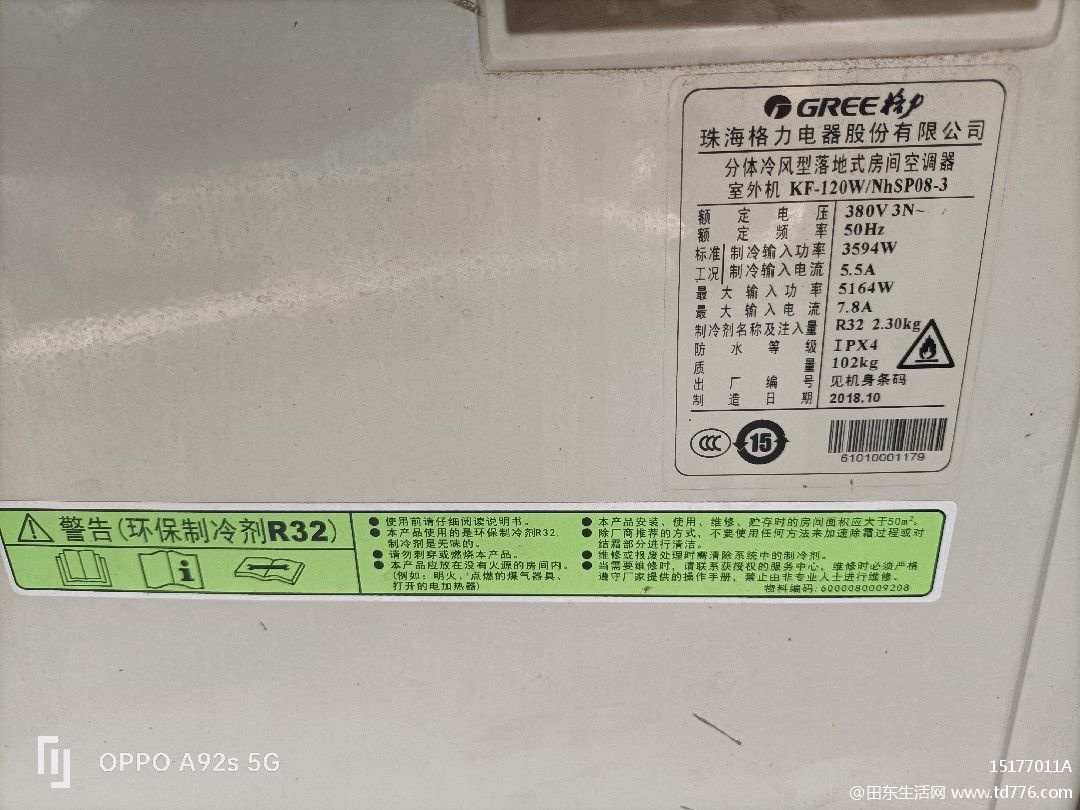 GREE格力
珠海格力电器股份有限公司
分体冷风型落地式房间空调器
室外机 KF-120W/NhSP08-3
额定电压 380V 3N~
额定频率 50Hz
标准工况 制冷输入功率 3594W
制冷输入电流 5.5A
最大输入功率 5164W
最大输入电流 7.8A
制冷剂名称及注入量 R32 2.30kg
防水等级 IPX4
质量 102kg
出厂编号 见机身条码
制造日期 2018.10
CCC 15
61010001179
警告(环保制冷剂R32)
● 使用前请仔细阅读说明书。
● 本产品使用的是环保制冷剂R32,
制冷剂是无味的。
● 请勿刺穿或燃烧本产品。
● 本产品应放在没有火源的房间内。
(例如:明火、点燃的煤气器具、
打开的电加热器)
● 本产品安装、使用、维修、贮存时的房间面积应大于50m²。
● 除厂商推荐的方式,不要使用任何方法来加速除霜过程或对
结霜部分进行清洁。
● 维修或报废处理时需清除系统中的制冷剂。
● 当需要维修时,请联系获授权的服务中心。维修时必须严格
遵守厂家提供的操作手册,禁止由非专业人士进行维修。
物料编码:6000080009208
OPPO A92s 5G
15177011A
@田东生活网 www.td776.com